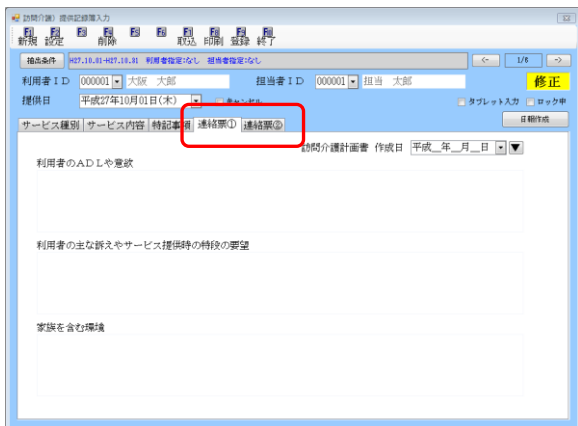 訪問介護)提供記録簿入力
F1 F2 F3 F4 F5 F6 F7 F8 F9 F10
新規 設定 削除 取込 印刷 登録 終了
抽出条件 H27.10.01-H27.10.31 利用者指定:なし 担当者指定:なし <- 1/6 ->
利用者ID 000001 大阪 太郎 担当者ID 000001 担当 太郎 修正
提供日 平成27年10月01日(木) キャンセル タブレット入力 ロック中
日報作成
サービス種別 サービス内容 特記事項 連絡票① 連絡票②
訪問介護計画書 作成日 平成__年__月__日
利用者のADLや意欲
利用者の主な訴えやサービス提供時の特段の要望
家族を含む環境